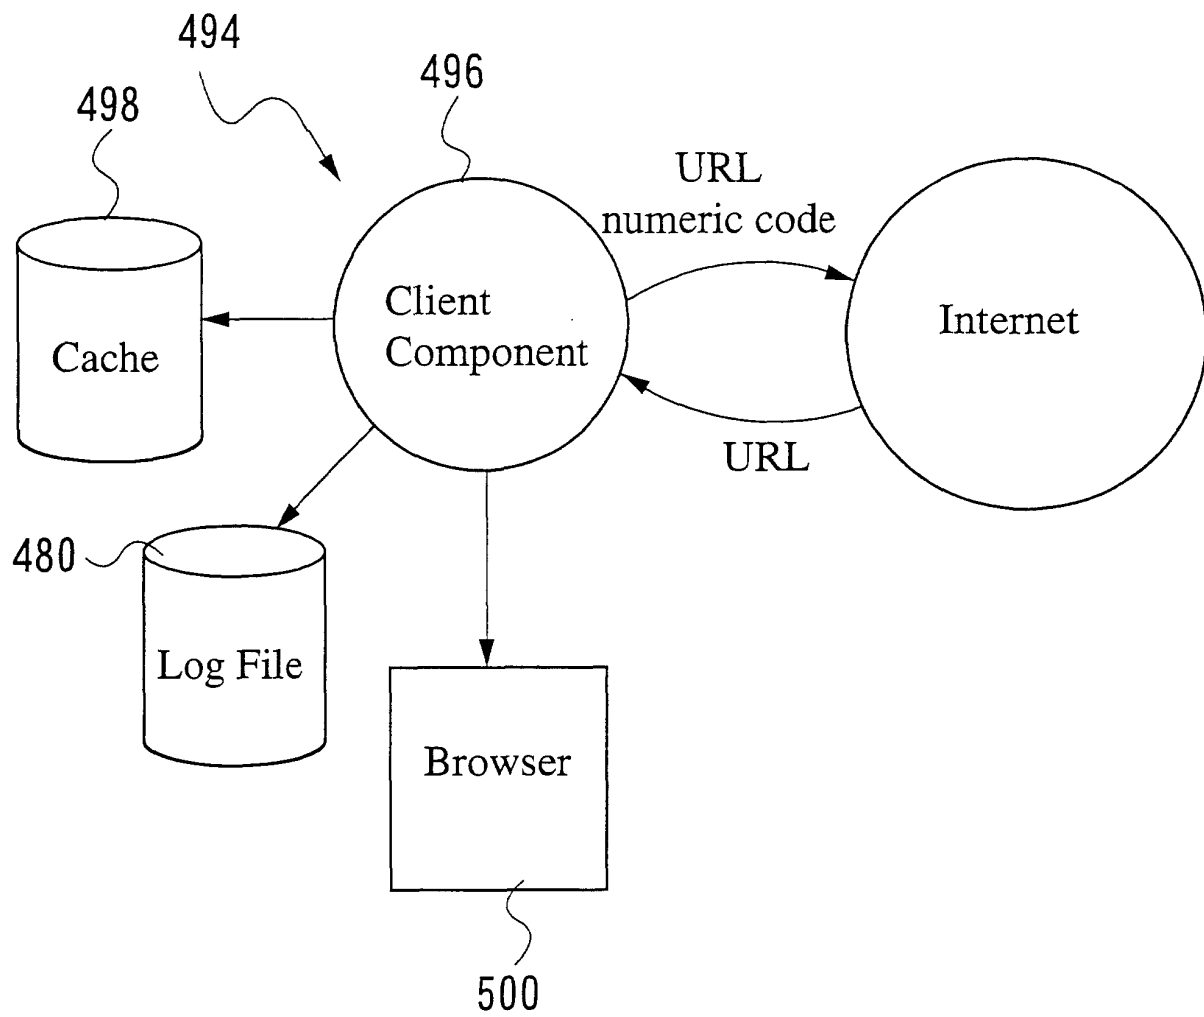 494
496
498
URL
numeric code
Client
Component
Internet
Cache
URL
480
Log File
Browser
500